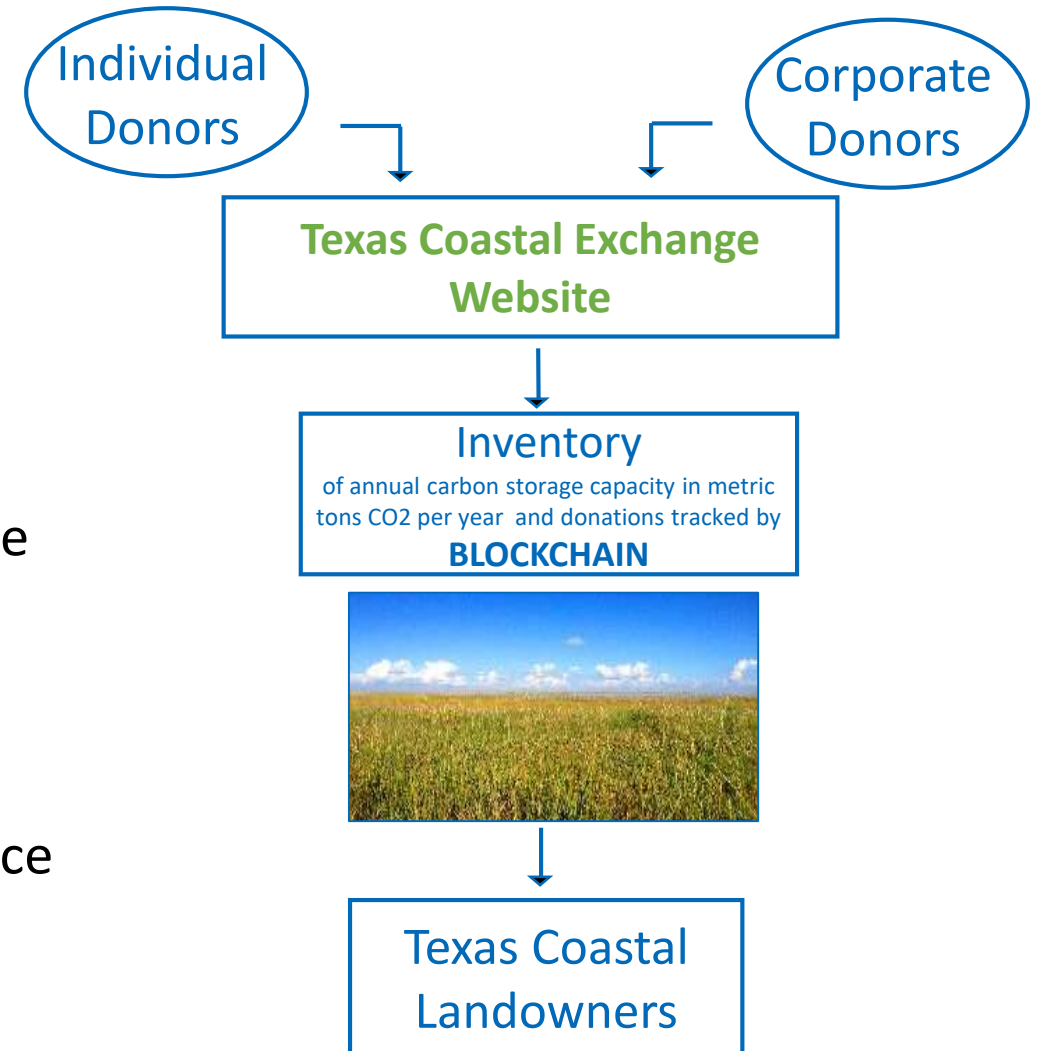 Individual
Donors
Corporate
Donors
Texas Coastal Exchange
Website
Inventory
of annual carbon storage capacity in metric
tons CO2 per year and donations tracked by
BLOCKCHAIN
e
ce
Texas Coastal
Landowners